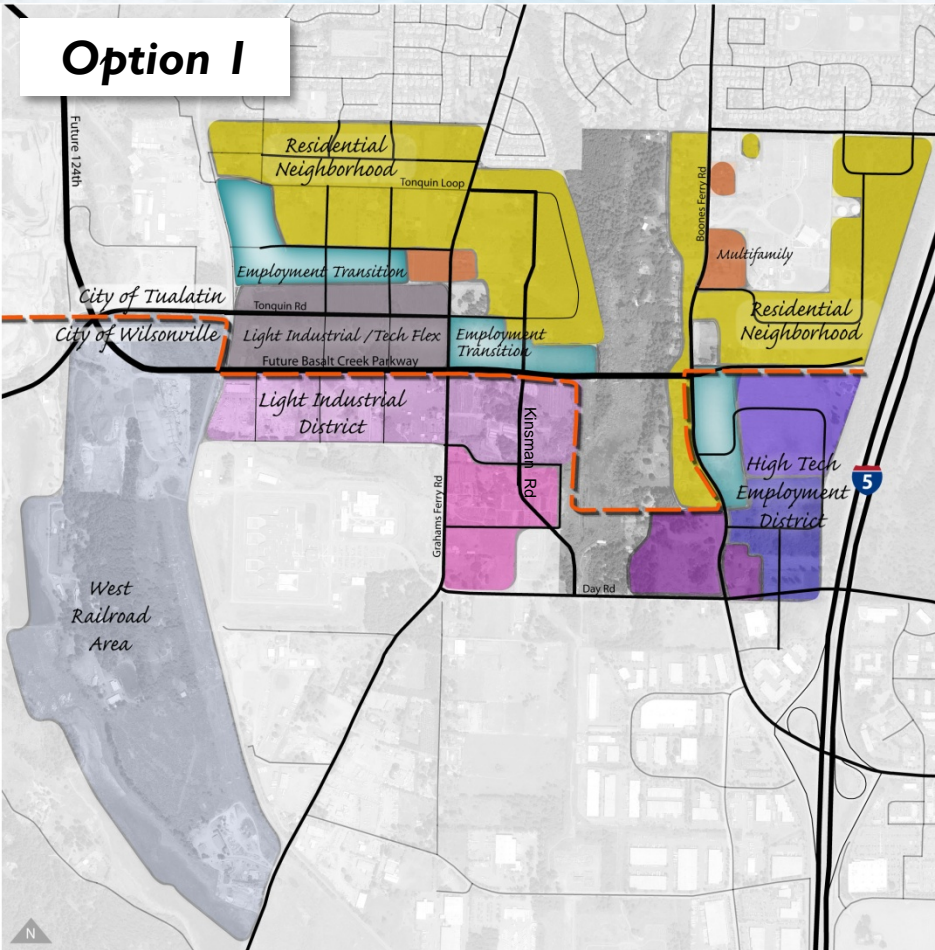 Option 1
Future 124th
Residential
Neighborhood
Tonquin Loop
Boones Ferry Rd
Multifamily
Employment Transition
City of Tualatin
Tonquin Rd
Residential
Neighborhood
City of Wilsonville
Light Industrial /Tech Flex
Employment
Transition
Future Basalt Creek Parkway
Light Industrial
District
Kinsman Rd
High Tech
Employment
District
5
Grahams Ferry Rd
Day Rd
West
Railroad
Area
N